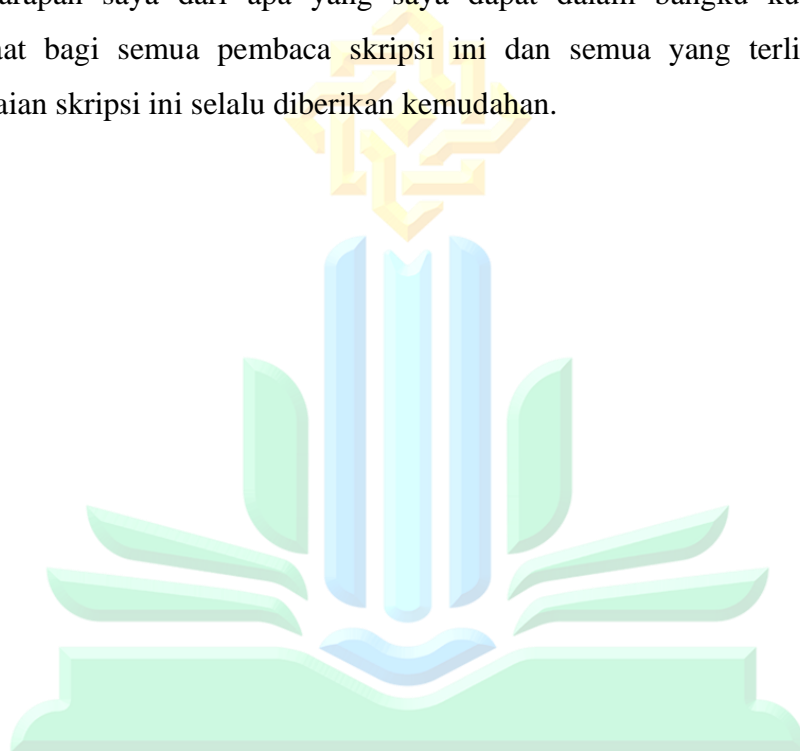 arapan saya dari apa yang saya dapat dalam bangku ku
at bagi semua pembaca skripsi ini dan semua yang terli
aian skripsi ini selalu diberikan kemudahan.